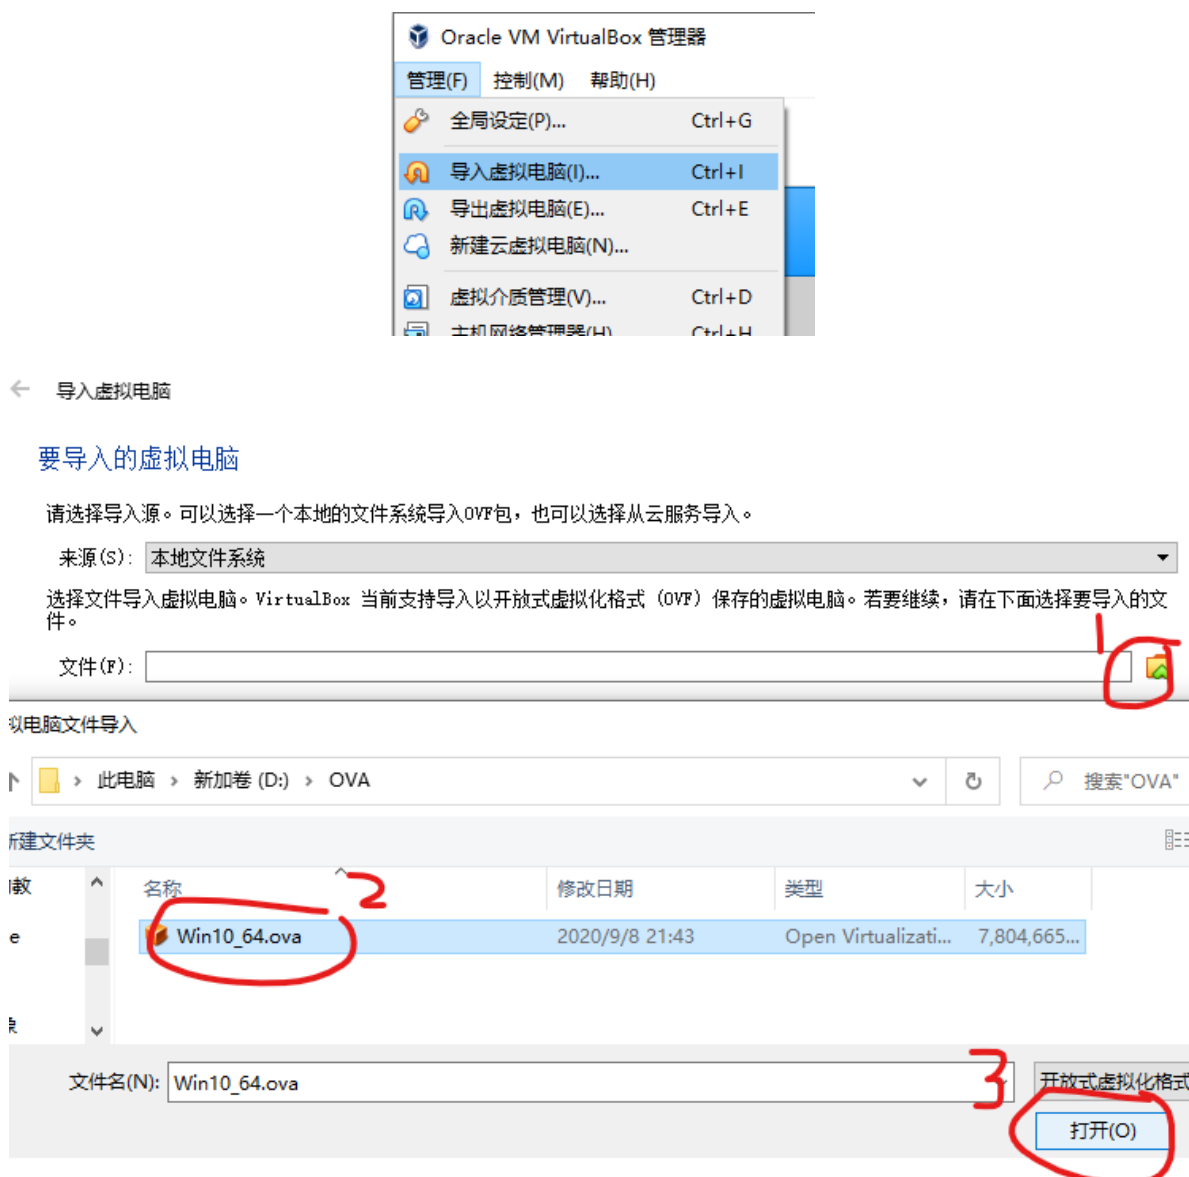 Oracle VM VirtualBox 管理器
管理(F) 控制(M) 帮助(H)
全局设定(P)... Ctrl+G
导入虚拟电脑(I)... Ctrl+I
导出虚拟电脑(E)... Ctrl+E
新建云虚拟电脑(N)...
虚拟介质管理(V)... Ctrl+D
主机网络管理器(H) Ctrl+H
导入虚拟电脑
要导入的虚拟电脑
请选择导入源。可以选择一个本地的文件系统导入OVF包，也可以选择从云服务导入。
来源(S): 本地文件系统
选择文件导入虚拟电脑。VirtualBox 当前支持导入以开放式虚拟化格式（OVF）保存的虚拟电脑。若要继续，请在下面选择要导入的文
件。
1
文件(F):
拟电脑文件导入
此电脑 › 新加卷 (D:) › OVA 搜索"OVA"
新建文件夹
教 名称 2 修改日期 类型 大小
e Win10_64.ova 2020/9/8 21:43 Open Virtualizati... 7,804,665...
象
文件名(N): Win10_64.ova 3 开放式虚拟化格式
打开(O)